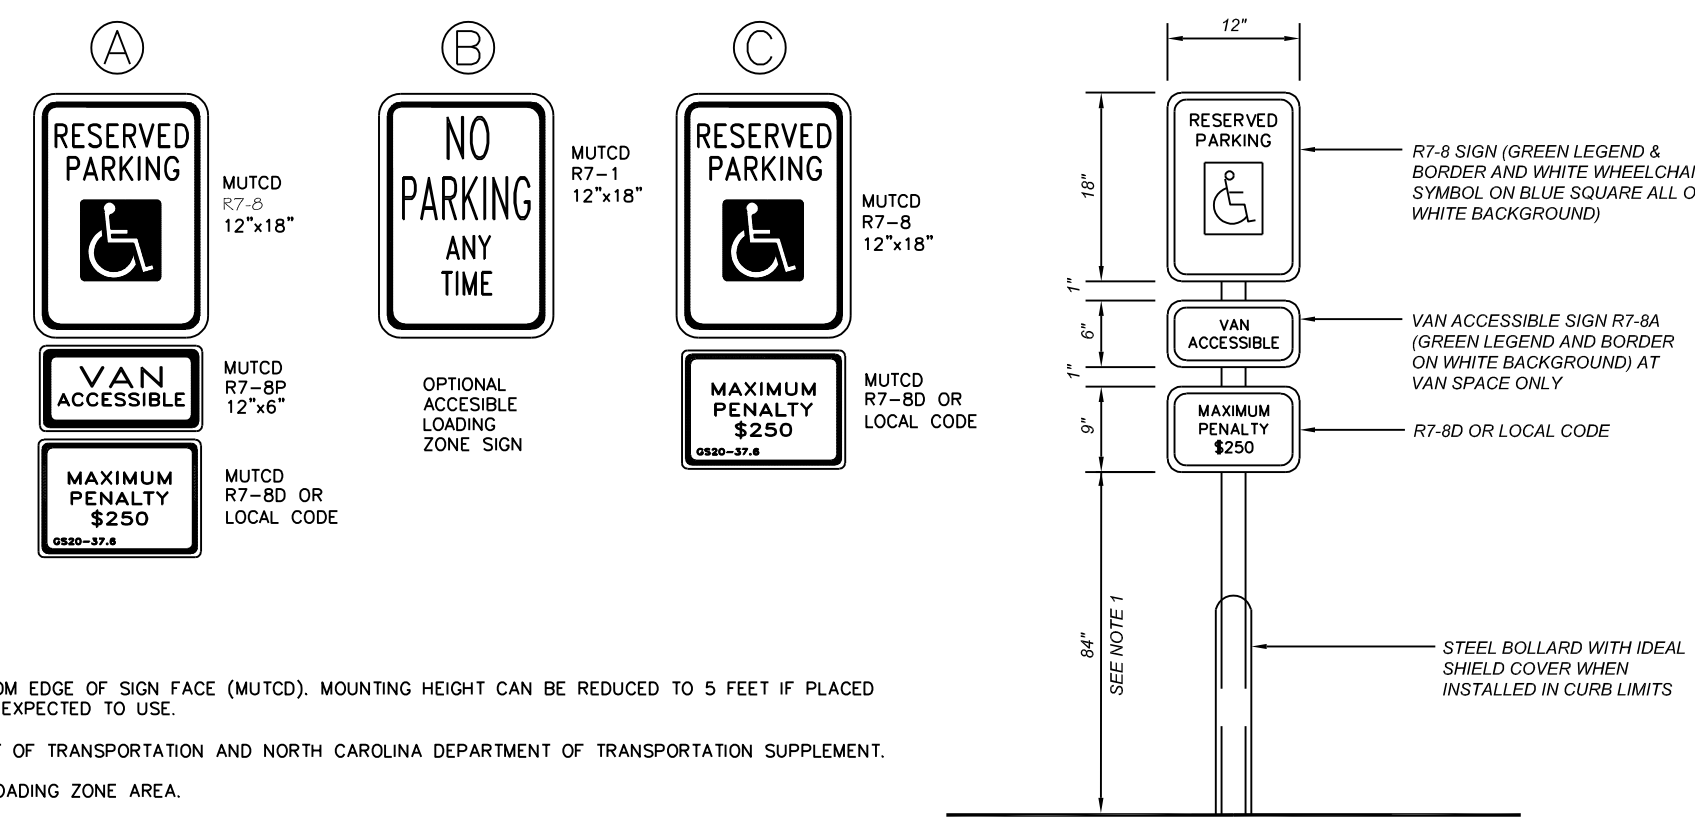 A
RESERVED
PARKING
MUTCD
R7-8
12"x18"
VAN
ACCESSIBLE
MUTCD
R7-8P
12"x6"
MAXIMUM
PENALTY
$250
GS20-37.6
MUTCD
R7-8D OR
LOCAL CODE
B
NO
PARKING
ANY
TIME
MUTCD
R7-1
12"x18"
OPTIONAL
ACCESIBLE
LOADING
ZONE SIGN
C
RESERVED
PARKING
MUTCD
R7-8
12"x18"
MAXIMUM
PENALTY
$250
GS20-37.6
MUTCD
R7-8D OR
LOCAL CODE
12"
18"
1"
6"
1"
9"
84"
SEE NOTE 1
RESERVED
PARKING
VAN
ACCESSIBLE
MAXIMUM
PENALTY
$250
R7-8 SIGN (GREEN LEGEND &
BORDER AND WHITE WHEELCHAI
SYMBOL ON BLUE SQUARE ALL O
WHITE BACKGROUND)
VAN ACCESSIBLE SIGN R7-8A
(GREEN LEGEND AND BORDER
ON WHITE BACKGROUND) AT
VAN SPACE ONLY
R7-8D OR LOCAL CODE
STEEL BOLLARD WITH IDEAL
SHIELD COVER WHEN
INSTALLED IN CURB LIMITS
OM EDGE OF SIGN FACE (MUTCD). MOUNTING HEIGHT CAN BE REDUCED TO 5 FEET IF PLACED
EXPECTED TO USE.
OF TRANSPORTATION AND NORTH CAROLINA DEPARTMENT OF TRANSPORTATION SUPPLEMENT.
OADING ZONE AREA.